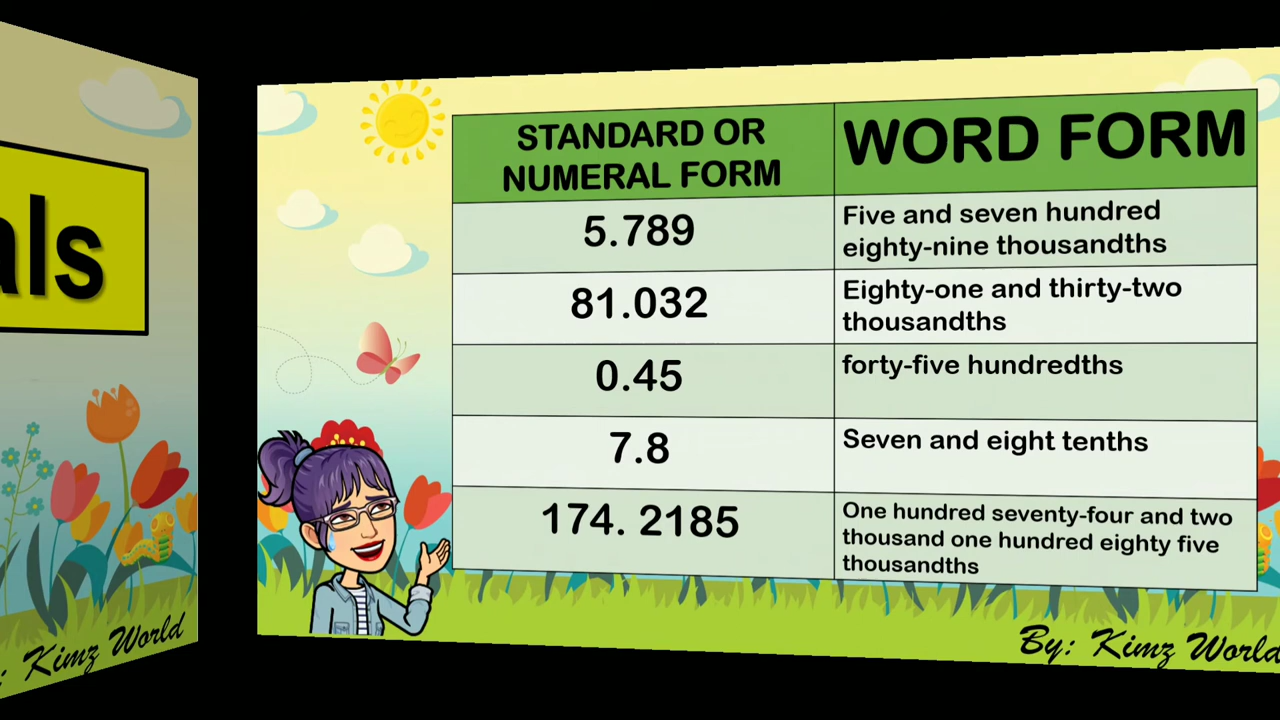 als
: Kimz World
STANDARD OR
NUMERAL FORM
WORD FORM
5.789
Five and seven hundred
eighty-nine thousandths
81.032
Eighty-one and thirty-two
thousandths
0.45
forty-five hundredths
7.8
Seven and eight tenths
174. 2185
One hundred seventy-four and two
thousand one hundred eighty five
thousandths
By: Kimz World